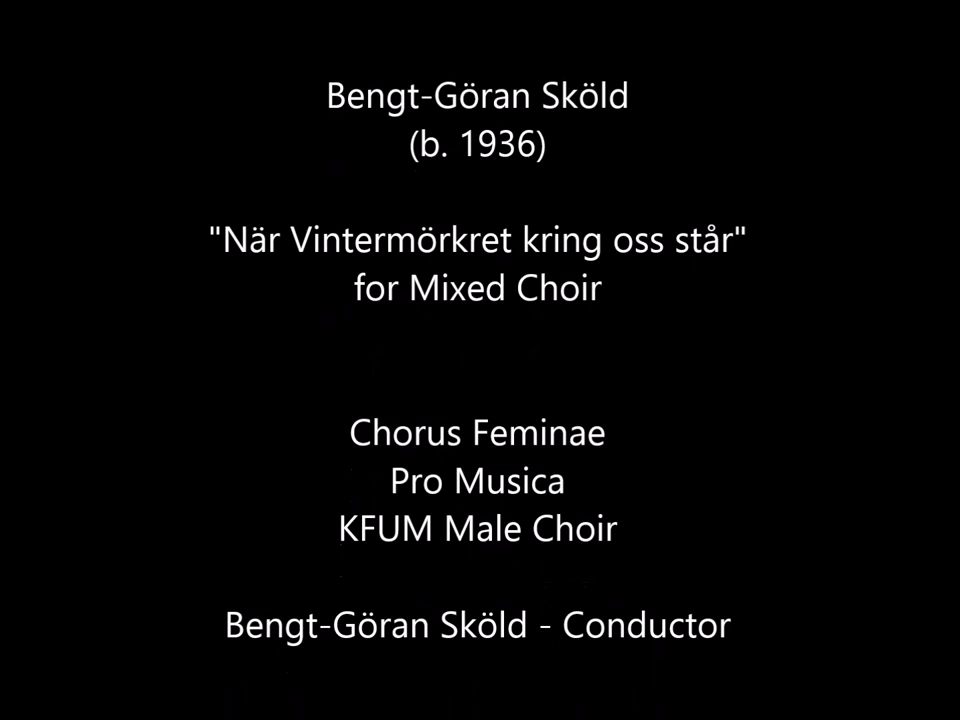 Bengt-Göran Sköld
(b. 1936)
"När Vintermörkret kring oss står"
for Mixed Choir
Chorus Feminae
Pro Musica
KFUM Male Choir
Bengt-Göran Sköld - Conductor